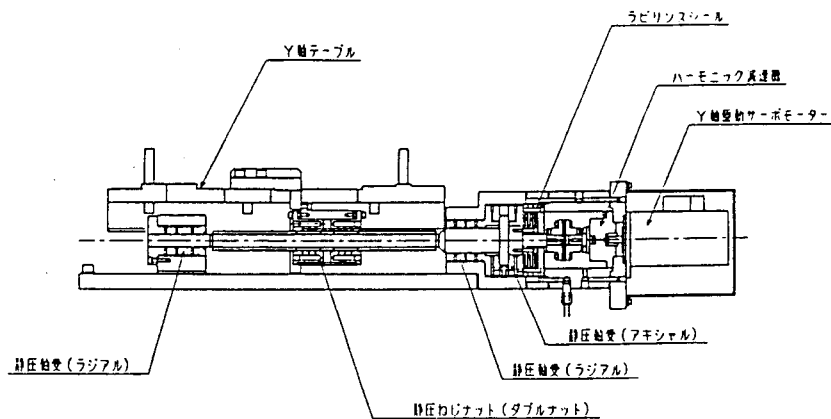 ラビリンスシール
Y軸テーブル
ハーモニック減速機
Y軸駆動サーボモーター
静圧軸受(アキシャル)
静圧軸受(ラジアル)
静圧軸受(ラジアル)
静圧ねじナット(ダブルナット)